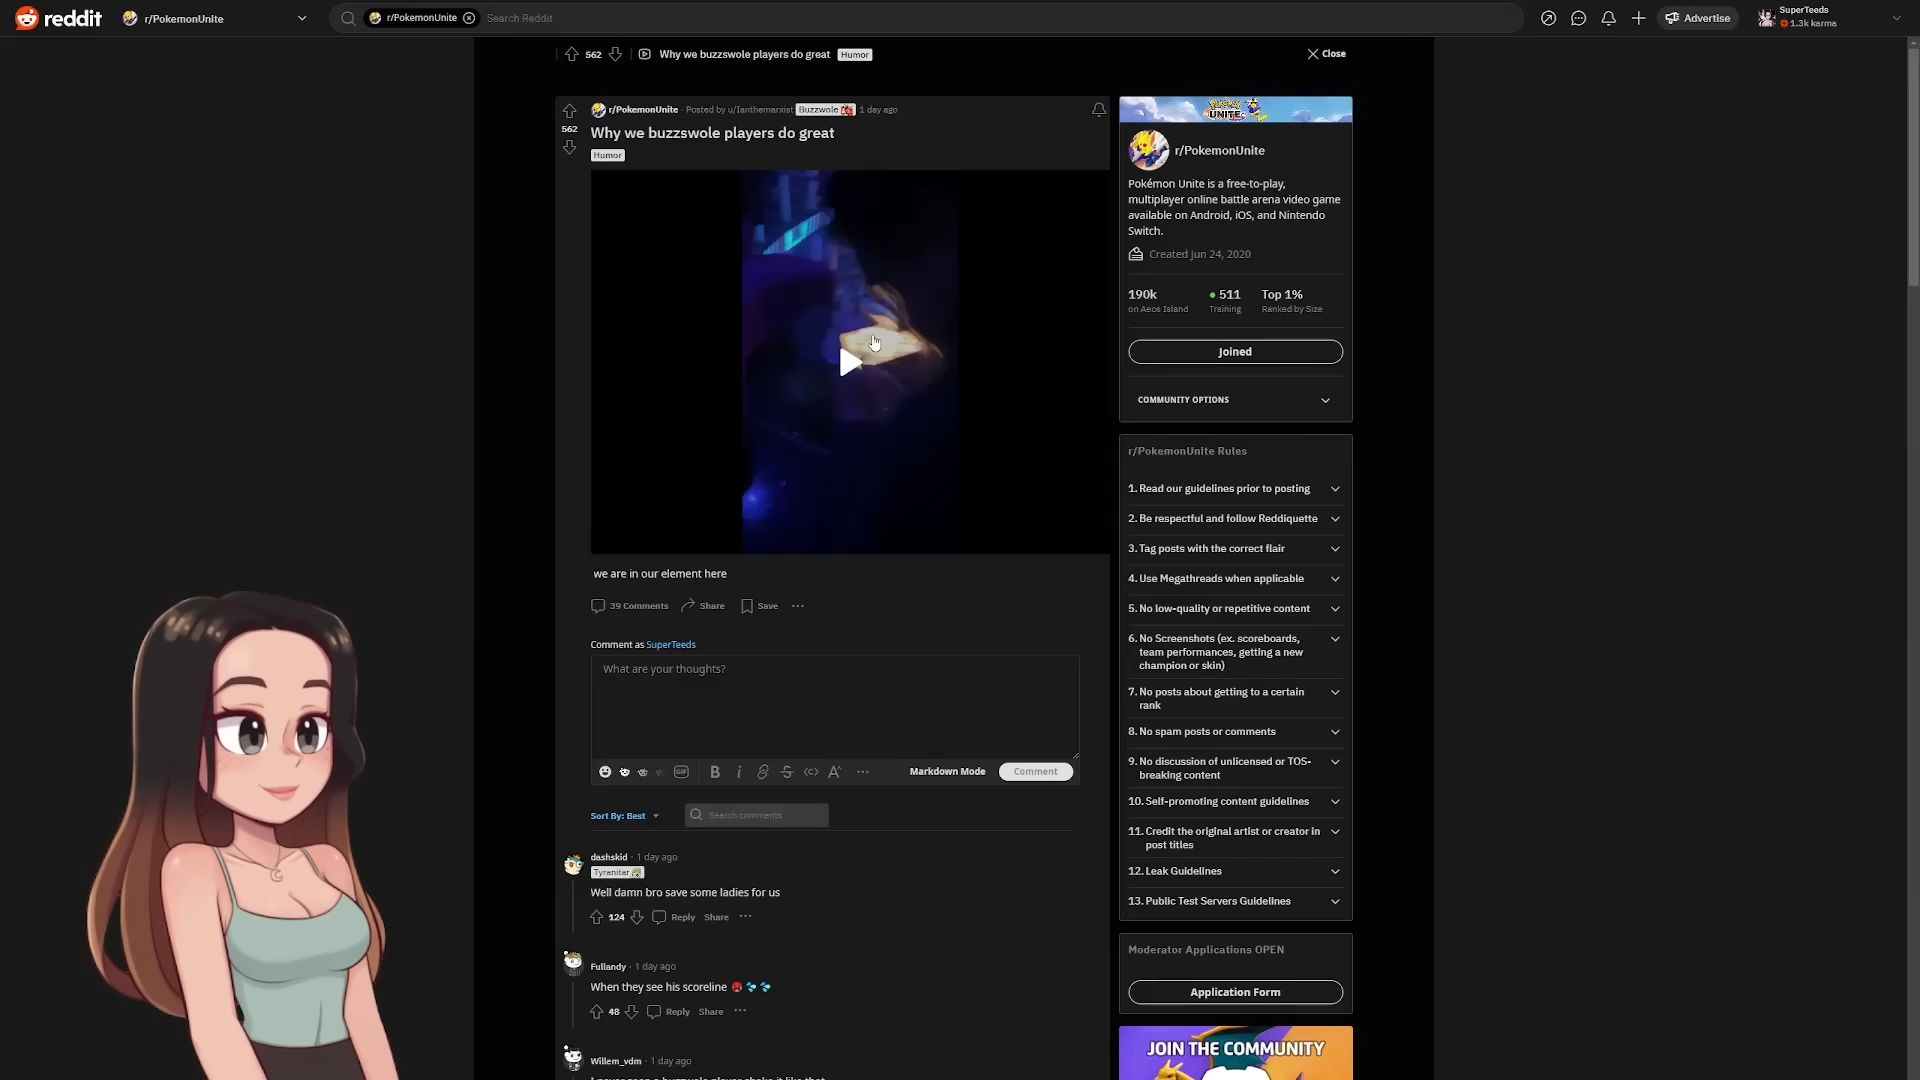 reddit r/PokemonUnite r/PokemonUnite Search Reddit Advertise SuperTeeds
1.3k karma
562 Why we buzzswole players do great Humor Close
r/PokemonUnite · Posted by u/Ianthemarxist Buzzwole 1 day ago
562
Why we buzzswole players do great
Humor
we are in our element here
39 Comments Share Save
Comment as SuperTeeds
What are your thoughts?
GIF B i Markdown Mode Comment
Sort By: Best Search comments
dashskid · 1 day ago
Tyranitar
Well damn bro save some ladies for us
124 Reply Share
Fullandy · 1 day ago
When they see his scoreline
48 Reply Share
Willem_vdm · 1 day ago
POKÉMON
UNITE
r/PokemonUnite
Pokémon Unite is a free-to-play,
multiplayer online battle arena video game
available on Android, iOS, and Nintendo
Switch.
Created Jun 24, 2020
190k 511 Top 1%
on Aeos Island Training Ranked by Size
Joined
COMMUNITY OPTIONS
r/PokemonUnite Rules
1. Read our guidelines prior to posting
2. Be respectful and follow Reddiquette
3. Tag posts with the correct flair
4. Use Megathreads when applicable
5. No low-quality or repetitive content
6. No Screenshots (ex. scoreboards,
team performances, getting a new
champion or skin)
7. No posts about getting to a certain
rank
8. No spam posts or comments
9. No discussion of unlicensed or TOS-
breaking content
10. Self-promoting content guidelines
11. Credit the original artist or creator in
post titles
12. Leak Guidelines
13. Public Test Servers Guidelines
Moderator Applications OPEN
Application Form
JOIN THE COMMUNITY